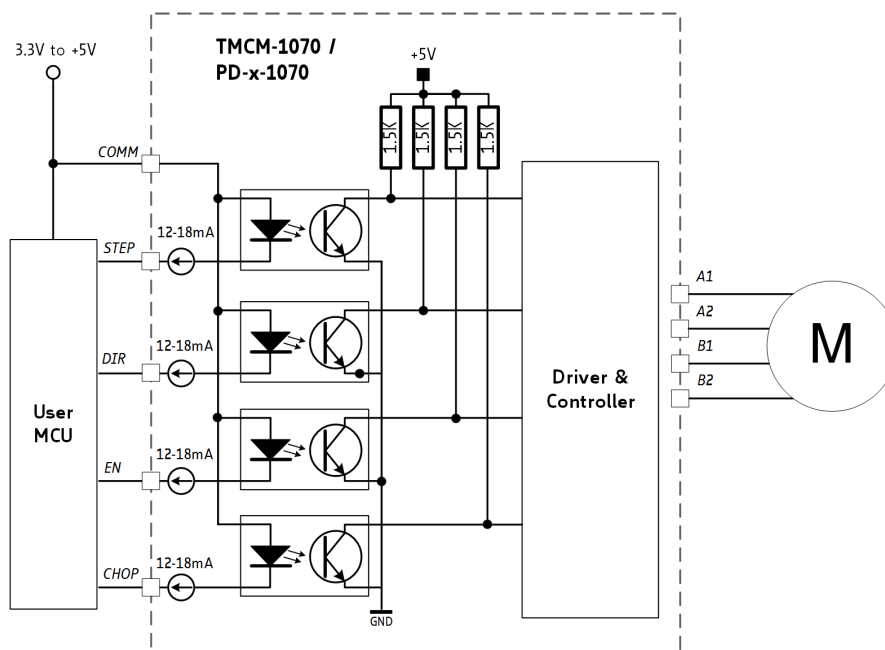 TMCM-1070 /
PD-x-1070
3.3V to +5V
+5V
1.5K
1.5K
1.5K
1.5K
COMM
STEP
12-18mA
DIR
12-18mA
EN
12-18mA
CHOP
12-18mA
User
MCU
Driver &
Controller
A1
A2
B1
B2
M
GND